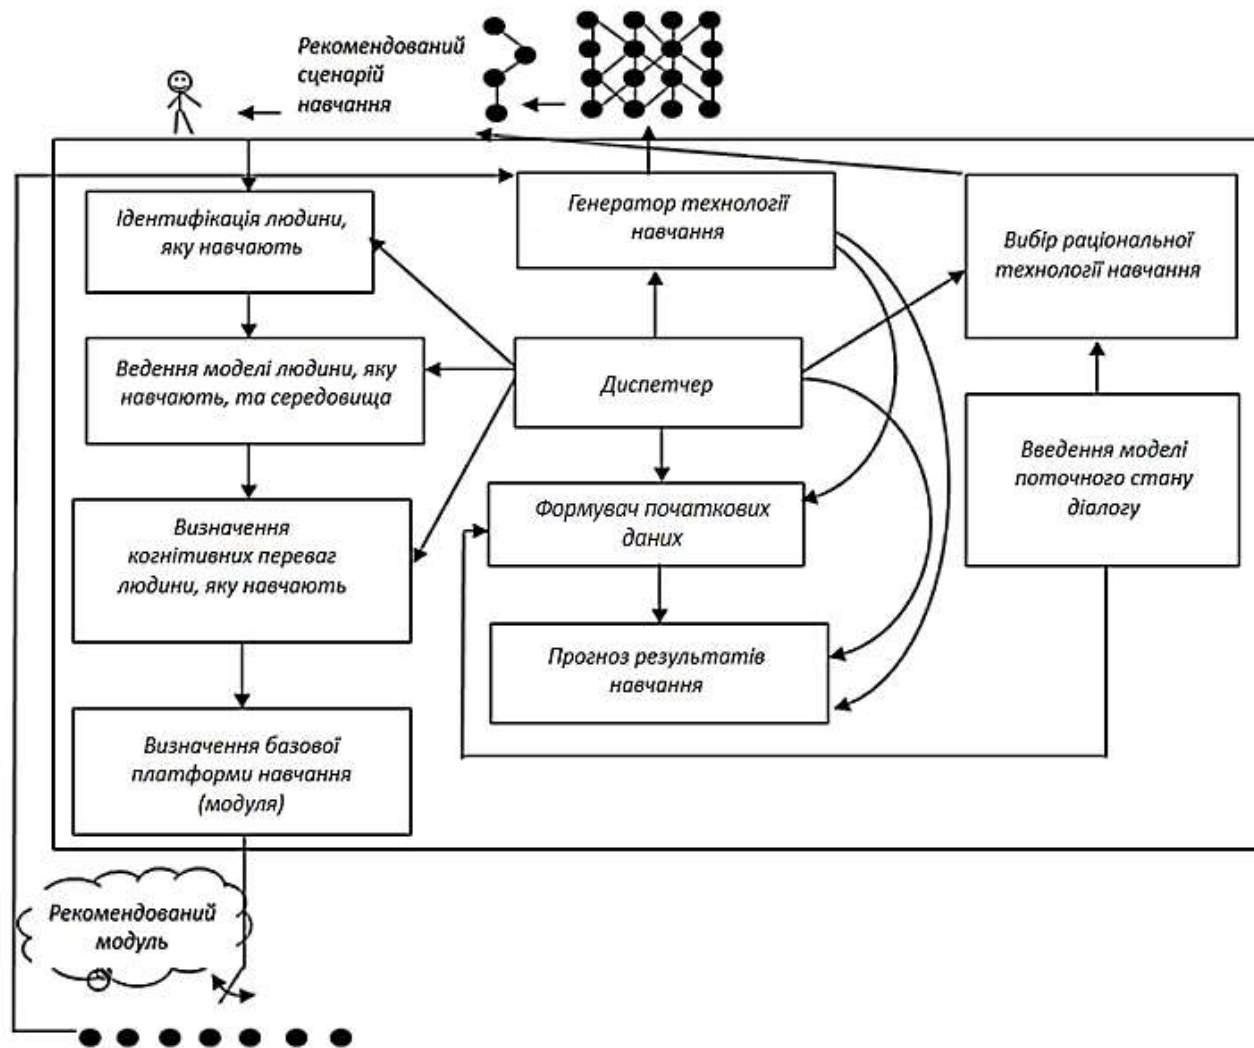 Рекомендований
сценарій
навчання
Ідентифікація людини,
яку навчають
Генератор технології
навчання
Вибір раціональної
технології навчання
Ведення моделі людини, яку
навчають, та середовища
Диспетчер
Введення моделі
поточного стану
діалогу
Визначення
когнітивних переваг
людини, яку навчають
Формувач початкових
даних
Прогноз результатів
навчання
Визначення базової
платформи навчання
(модуля)
Рекомендований
модуль